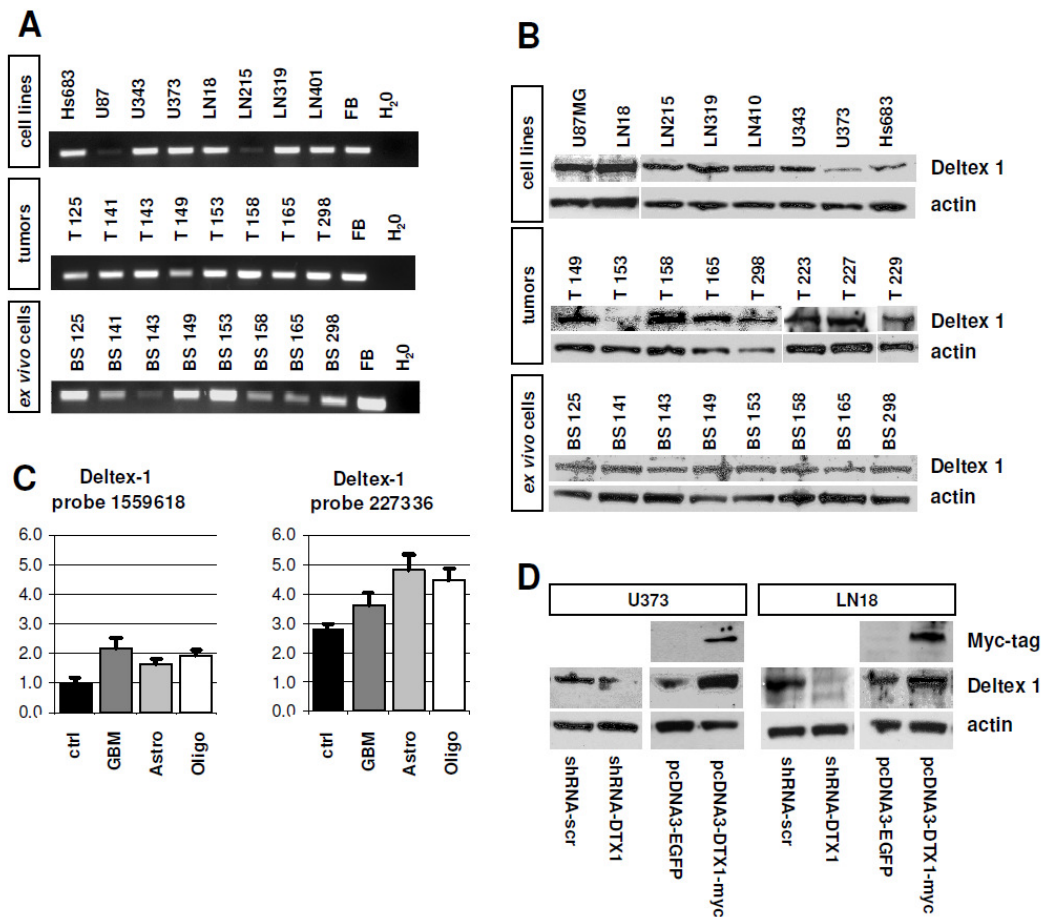 A
cell lines
Hs683 U87 U343 U373 LN18 LN215 LN319 LN401 FB H₂0
tumors
T 125 T 141 T 143 T 149 T 153 T 158 T 165 T 298 FB H₂0
ex vivo cells
BS 125 BS 141 BS 143 BS 149 BS 153 BS 158 BS 165 BS 298 FB H₂0
B
cell lines
U87MG LN18 LN215 LN319 LN410 U343 U373 Hs683
Deltex 1
actin
tumors
T 149 T 153 T 158 T 165 T 298 T 223 T 227 T 229
Deltex 1
actin
ex vivo cells
BS 125 BS 141 BS 143 BS 149 BS 153 BS 158 BS 165 BS 298
Deltex 1
actin
C
Deltex-1
probe 1559618
6.0
5.0
4.0
3.0
2.0
1.0
0.0
ctrl GBM Astro Oligo
Deltex-1
probe 227336
6.0
5.0
4.0
3.0
2.0
1.0
0.0
ctrl GBM Astro Oligo
D
U373 LN18
Myc-tag
Deltex 1
actin
shRNA-scr shRNA-DTX1 pcDNA3-EGFP pcDNA3-DTX1-myc shRNA-scr shRNA-DTX1 pcDNA3-EGFP pcDNA3-DTX1-myc